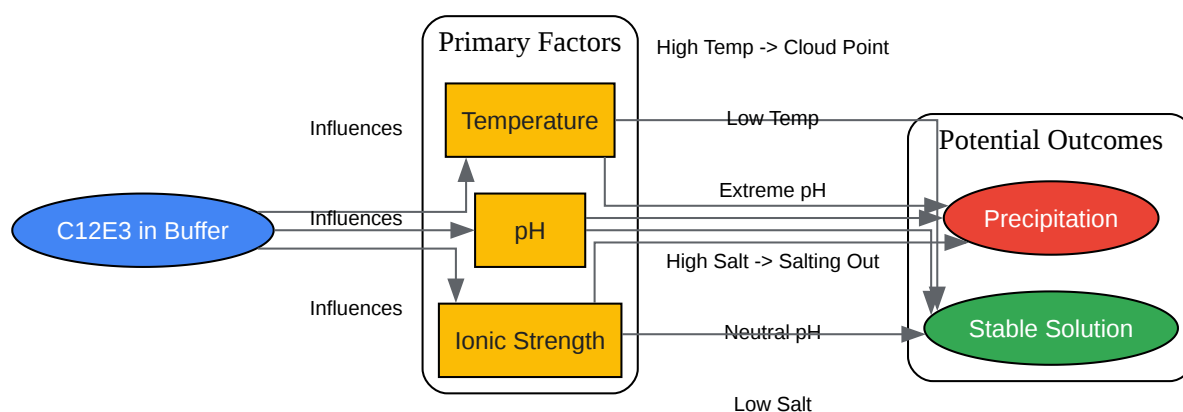 Primary Factors
High Temp -> Cloud Point
Temperature
Low Temp
Influences
Potential Outcomes
Extreme pH
Precipitation
C12E3 in Buffer
Influences
pH
High Salt -> Salting Out
Influences
Ionic Strength
Neutral pH
Stable Solution
Low Salt